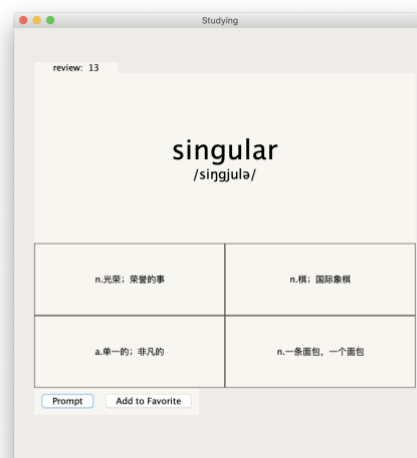 Studying
review: 13
singular
/siŋgjulə/
n.光荣；荣誉的事
n.棋；国际象棋
a.单一的；非凡的
n.一条面包，一个面包
Prompt
Add to Favorite